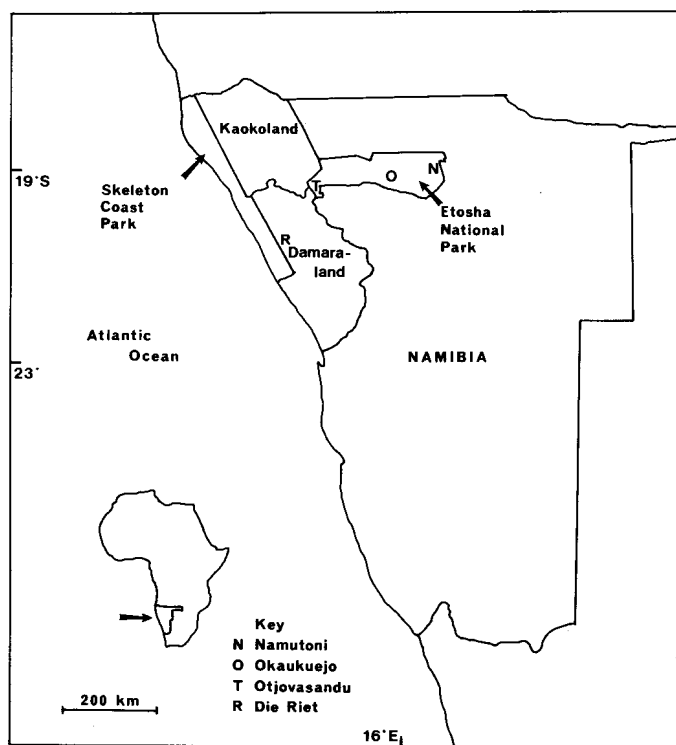 Kaokoland
19°S
Skeleton
Coast
Park
T
O
N
Etosha
National
Park
R
Damara-
land
Atlantic
Ocean
NAMIBIA
23°
Key
N Namutoni
O Okaukuejo
T Otjovasandu
R Die Riet
200 km
16°E